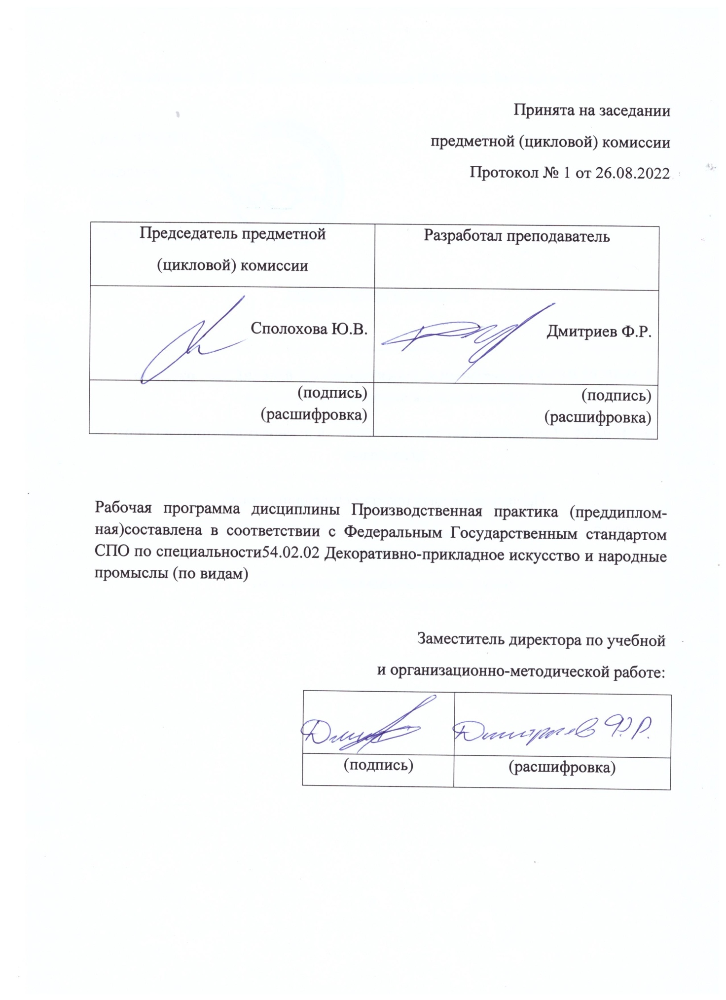 Принята на заседании
предметной (цикловой) комиссии
Протокол № 1 от 26.08.2022
Председатель предметной
(цикловой) комиссии
Разработал преподаватель
Сполохова Ю.В.
Дмитриев Ф.Р.
(подпись)
(расшифровка)
(подпись)
(расшифровка)
Рабочая программа дисциплины Производственная практика (преддиплом-
ная)составлена в соответствии с Федеральным Государственным стандартом
СПО по специальности54.02.02 Декоративно-прикладное искусство и народные
промыслы (по видам)
Заместитель директора по учебной
и организационно-методической работе:
Дмитриев Ф.Р.
(подпись)
(расшифровка)